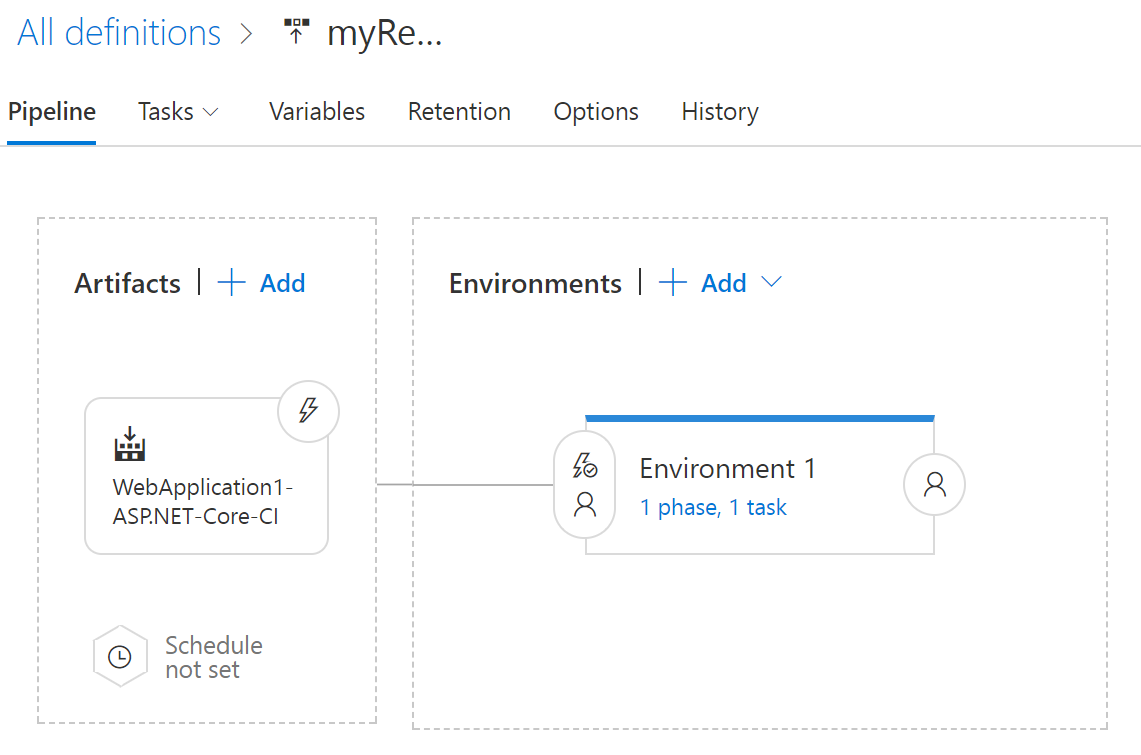 All definitions > myRe...
Pipeline Tasks Variables Retention Options History
Artifacts | + Add
Environments | + Add
WebApplication1-
ASP.NET-Core-CI
Schedule
not set
Environment 1
1 phase, 1 task